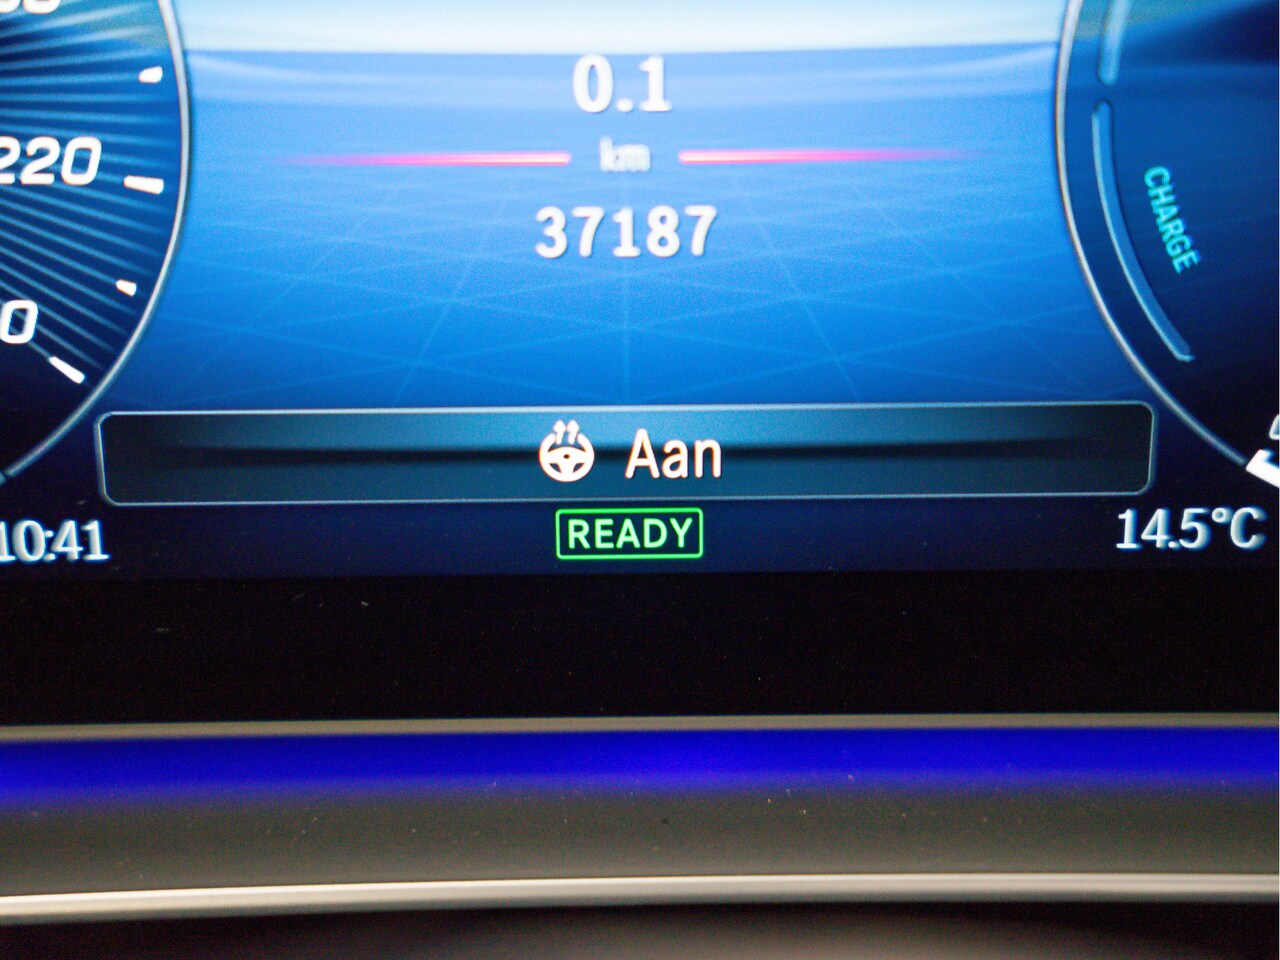 220
0.1
km
37187
CHARGE
Aan
10:41
READY
14.5°C